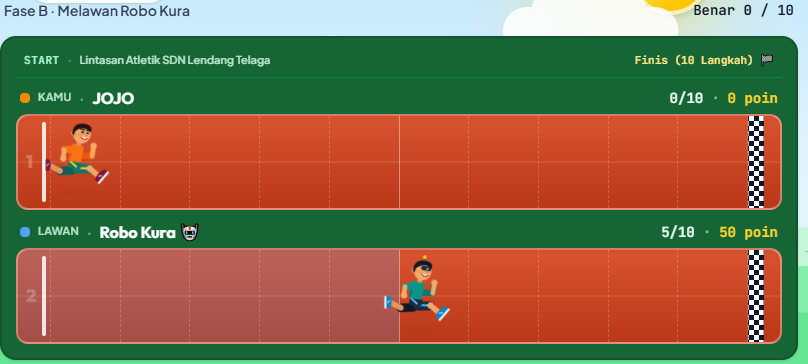 Fase B · Melawan Robo Kura
Benar 0 / 10
START · Lintasan Atletik SDN Lendang Telaga
Finis (10 Langkah)
KAMU · JOJO
0/10 · 0 poin
1
LAWAN · Robo Kura
5/10 · 50 poin
2